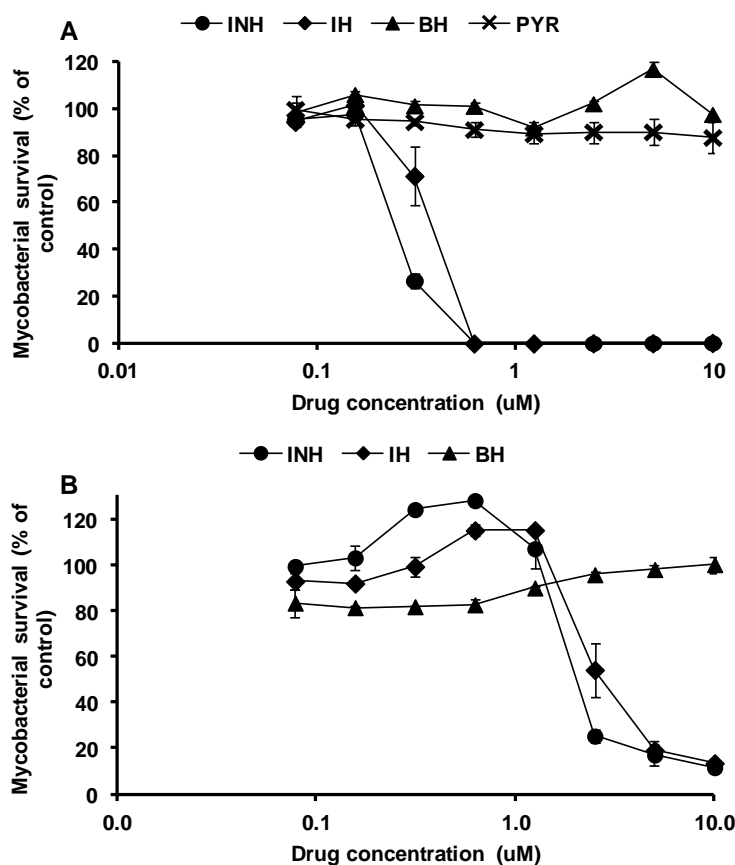 A
INH IH BH PYR
Mycobacterial survival (% of
control)
120
100
80
60
40
20
0
0.01 0.1 1 10
Drug concentration (uM)
INH IH BH
B
Mycobacterial survival (% of
control)
120
100
80
60
40
20
0
0.0 0.1 1.0 10.0
Drug concentration (uM)